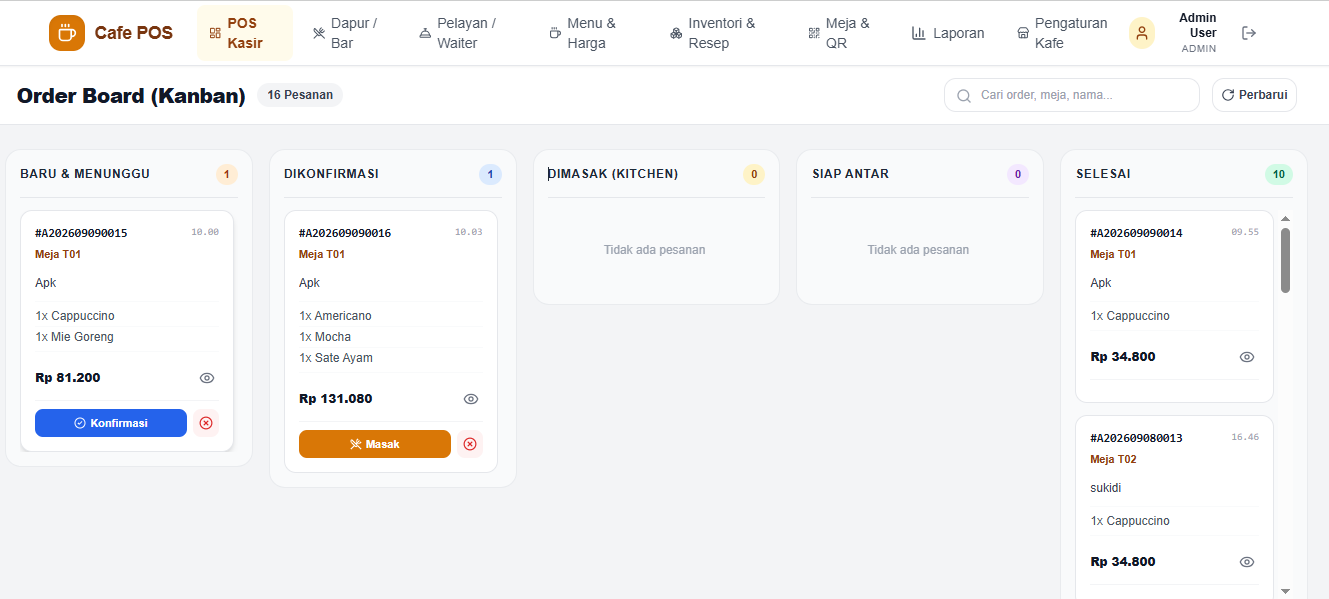 Cafe POS
POS
Kasir
Dapur /
Bar
Pelayan /
Waiter
Menu &
Harga
Inventori &
Resep
Meja &
QR
Laporan
Pengaturan
Kafe
Admin
User
ADMIN
Order Board (Kanban)
16 Pesanan
Cari order, meja, nama...
Perbarui
BARU & MENUNGGU
1
#A202609090015
10.00
Meja T01
Apk
1x Cappuccino
1x Mie Goreng
Rp 81.200
Konfirmasi
DIKONFIRMASI
1
#A202609090016
10.03
Meja T01
Apk
1x Americano
1x Mocha
1x Sate Ayam
Rp 131.080
Masak
DIMASAK (KITCHEN)
0
Tidak ada pesanan
SIAP ANTAR
0
Tidak ada pesanan
SELESAI
10
#A202609090014
09.55
Meja T01
Apk
1x Cappuccino
Rp 34.800
#A202609080013
16.46
Meja T02
sukidi
1x Cappuccino
Rp 34.800